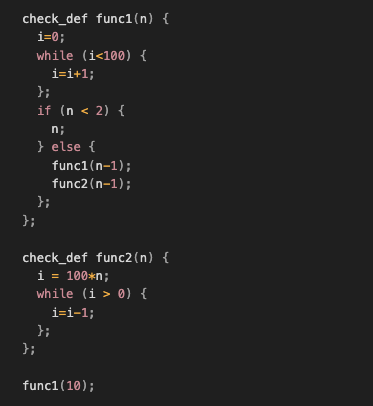 check_def func1(n) {
i=0;
while (i<100) {
i=i+1;
};
if (n < 2) {
n;
} else {
func1(n-1);
func2(n-1);
};
};
check_def func2(n) {
i = 100*n;
while (i > 0) {
i=i-1;
};
};
func1(10);